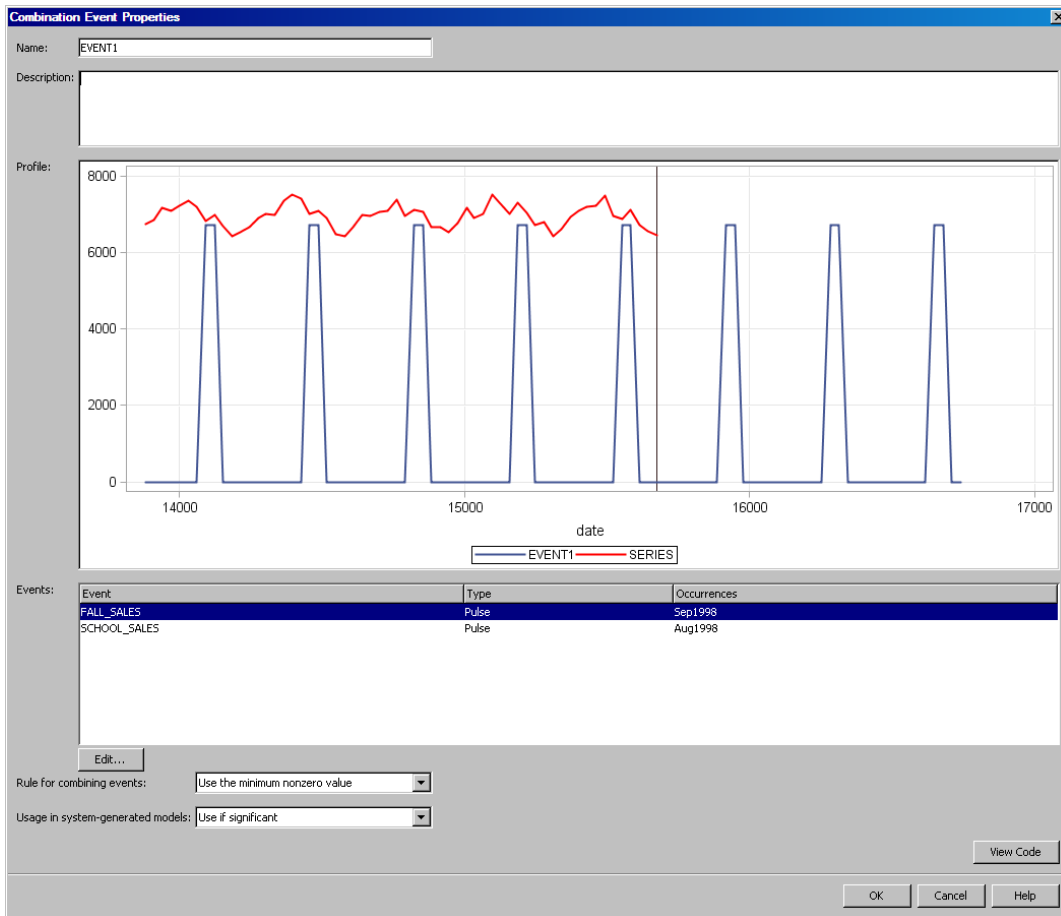 Combination Event Properties
Name: EVENT1
Description:
Profile:
8000
6000
4000
2000
0
14000 15000 16000 17000
date
EVENT1 SERIES
Events:
Event Type Occurrences
FALL_SALES Pulse Sep1998
SCHOOL_SALES Pulse Aug1998
Edit...
Rule for combining events: Use the minimum nonzero value
Usage in system-generated models: Use if significant
View Code
OK Cancel Help